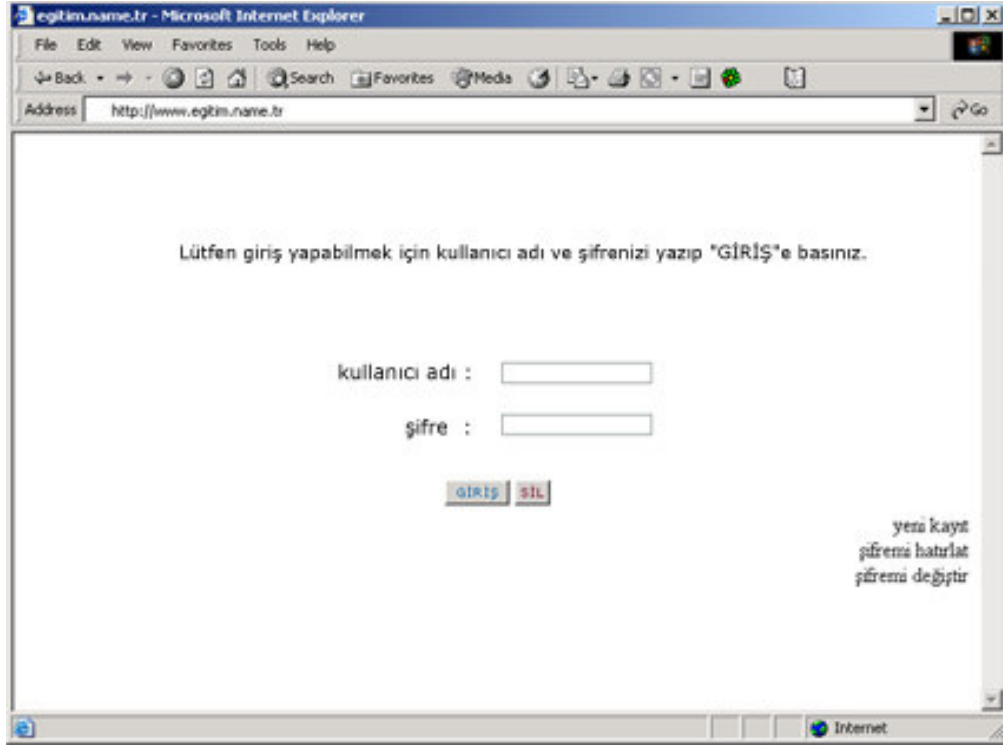 egitim.name.tr - Microsoft Internet Explorer
File Edit View Favorites Tools Help
Back Search Favorites Media
Address http://www.egitim.name.tr Go
Lütfen giriş yapabilmek için kullanıcı adı ve şifrenizi yazıp "GİRİŞ"e basınız.
kullanıcı adı :
şifre :
GİRİŞ SİL
yeni kayıt
şifremi hatırlat
şifremi değiştir
Internet